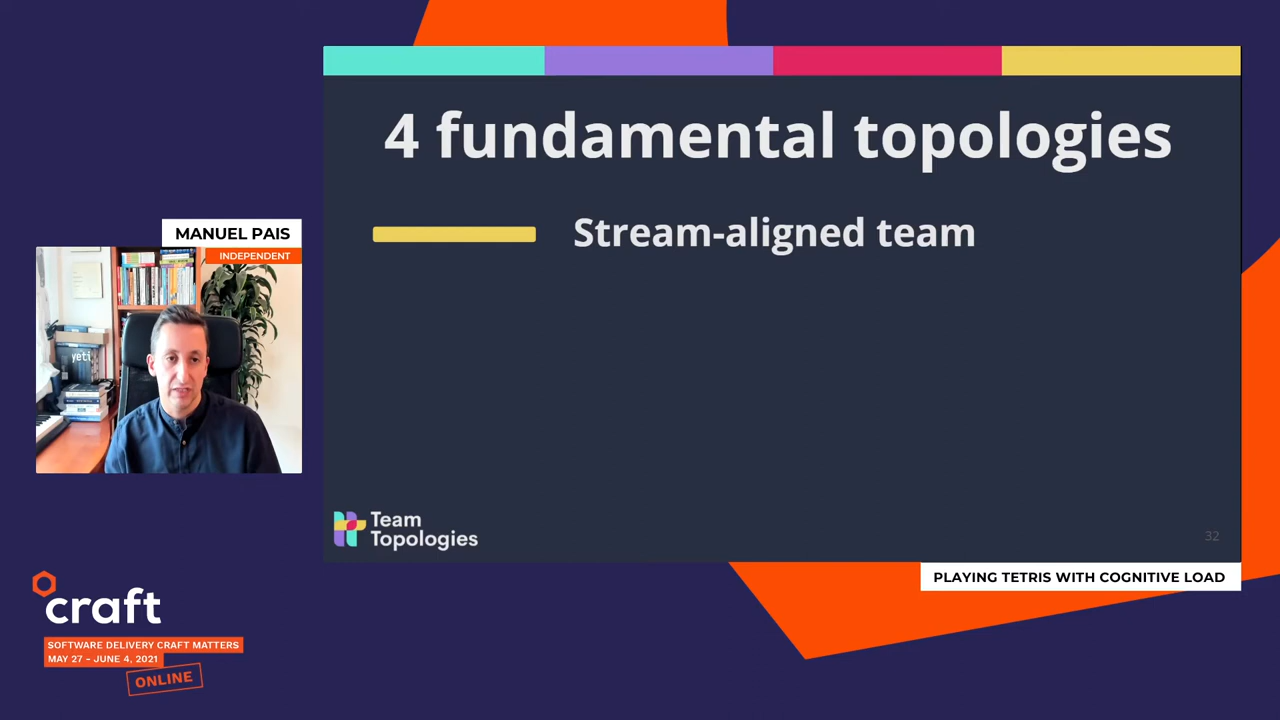 4 fundamental topologies
Stream-aligned team
MANUEL PAIS
INDEPENDENT
yeti
Team
Topologies
32
PLAYING TETRIS WITH COGNITIVE LOAD
craft
SOFTWARE DELIVERY CRAFT MATTERS
MAY 27 - JUNE 4, 2021
ONLINE